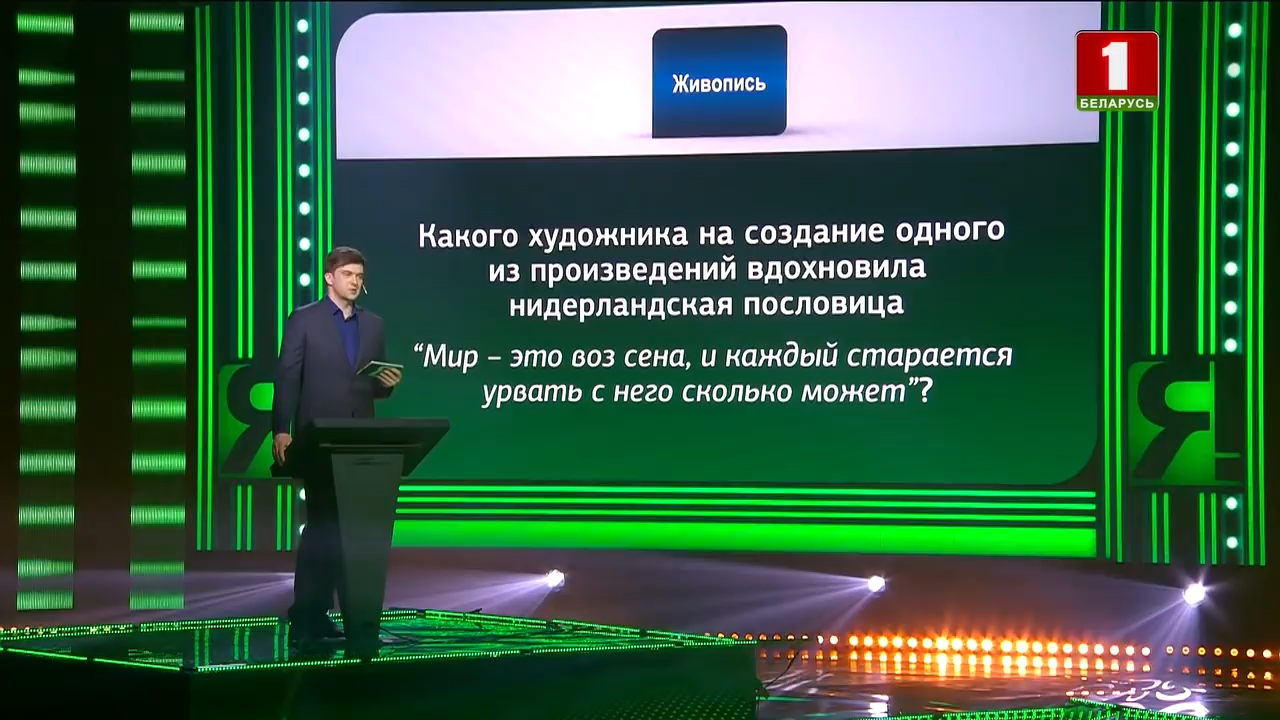 Живопись
1
БЕЛАРУСЬ
Какого художника на создание одного
из произведений вдохновила
нидерландская пословица
“Мир – это воз сена, и каждый старается
урвать с него сколько может”?
Я
Я!